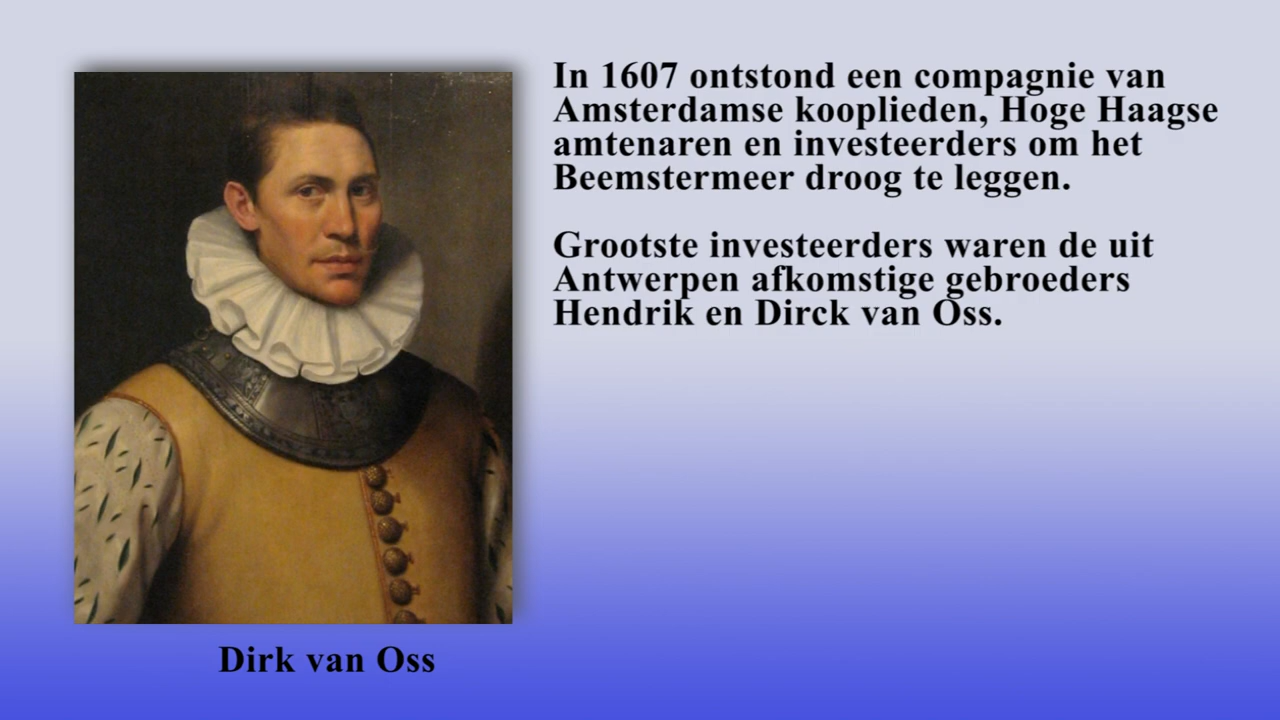 In 1607 ontstond een compagnie van
Amsterdamse kooplieden, Hoge Haagse
amtenaren en investeerders om het
Beemstermeer droog te leggen.
Grootste investeerders waren de uit
Antwerpen afkomstige gebroeders
Hendrik en Dirck van Oss.
Dirk van Oss